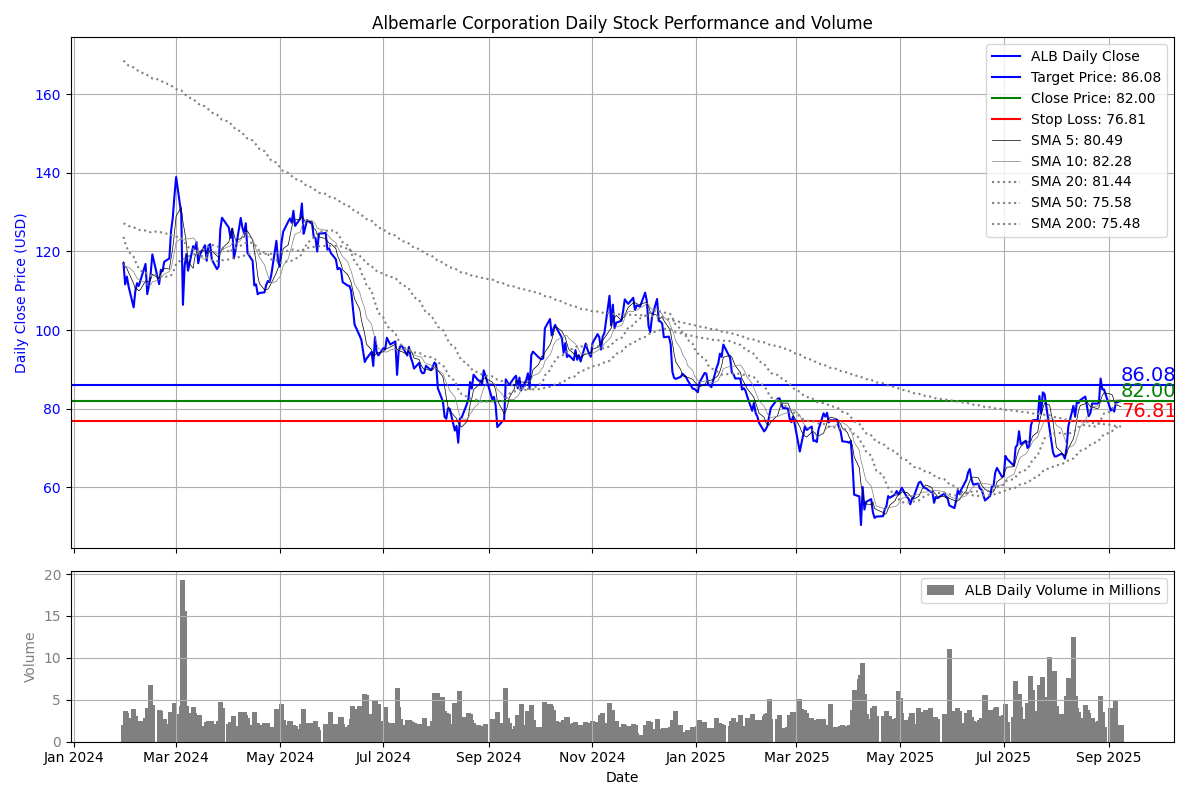 Albemarle Corporation Daily Stock Performance and Volume
Daily Close Price (USD)
160
140
120
100
80
60
ALB Daily Close
Target Price: 86.08
Close Price: 82.00
Stop Loss: 76.81
SMA 5: 80.49
SMA 10: 82.28
SMA 20: 81.44
SMA 50: 75.58
SMA 200: 75.48
86.08
82.00
76.81
Volume
20
15
10
5
0
ALB Daily Volume in Millions
Jan 2024 Mar 2024 May 2024 Jul 2024 Sep 2024 Nov 2024 Jan 2025 Mar 2025 May 2025 Jul 2025 Sep 2025
Date